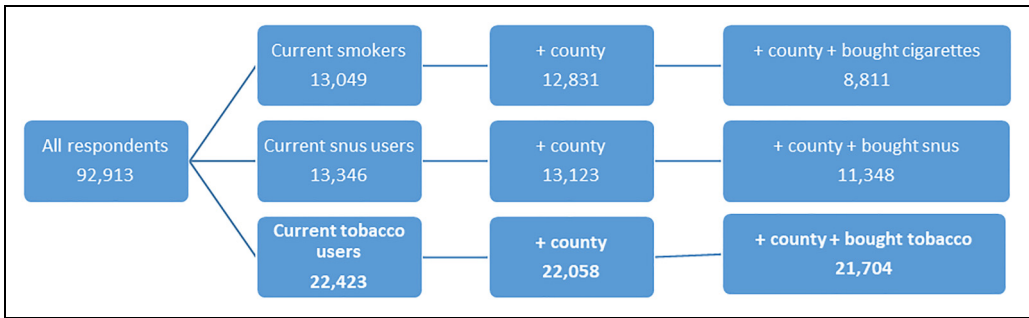 All respondents
92,913
Current smokers
13,049
+ county
12,831
+ county + bought cigarettes
8,811
Current snus users
13,346
+ county
13,123
+ county + bought snus
11,348
Current tobacco
users
22,423
+ county
22,058
+ county + bought tobacco
21,704